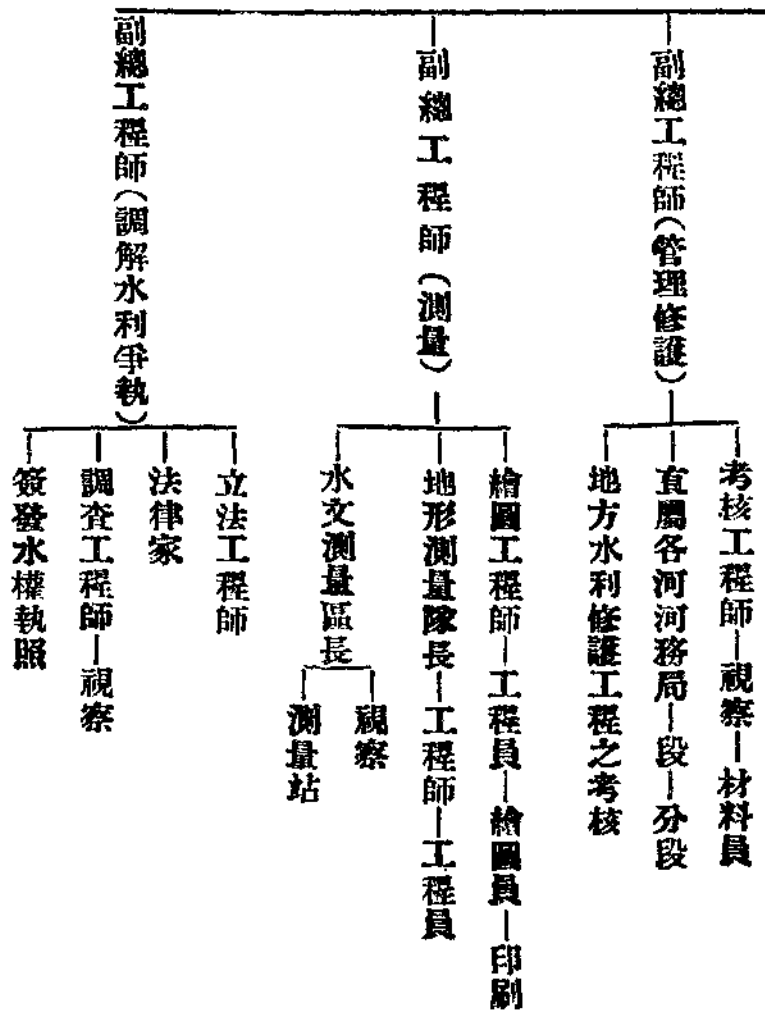 副總工程師(管理修護)
考核工程師—視察—材料員
直屬各河河務局—段—分段
地方水利修護工程之考核
副總工程師(測量)
繪圖工程師—工程員—繪圖員—印刷
地形測量隊長—工程師—工程員
水文測量區長
視察
測量站
副總工程師(調解水利爭執)
立法工程師
法律家
調查工程師—視察
簽發水權執照